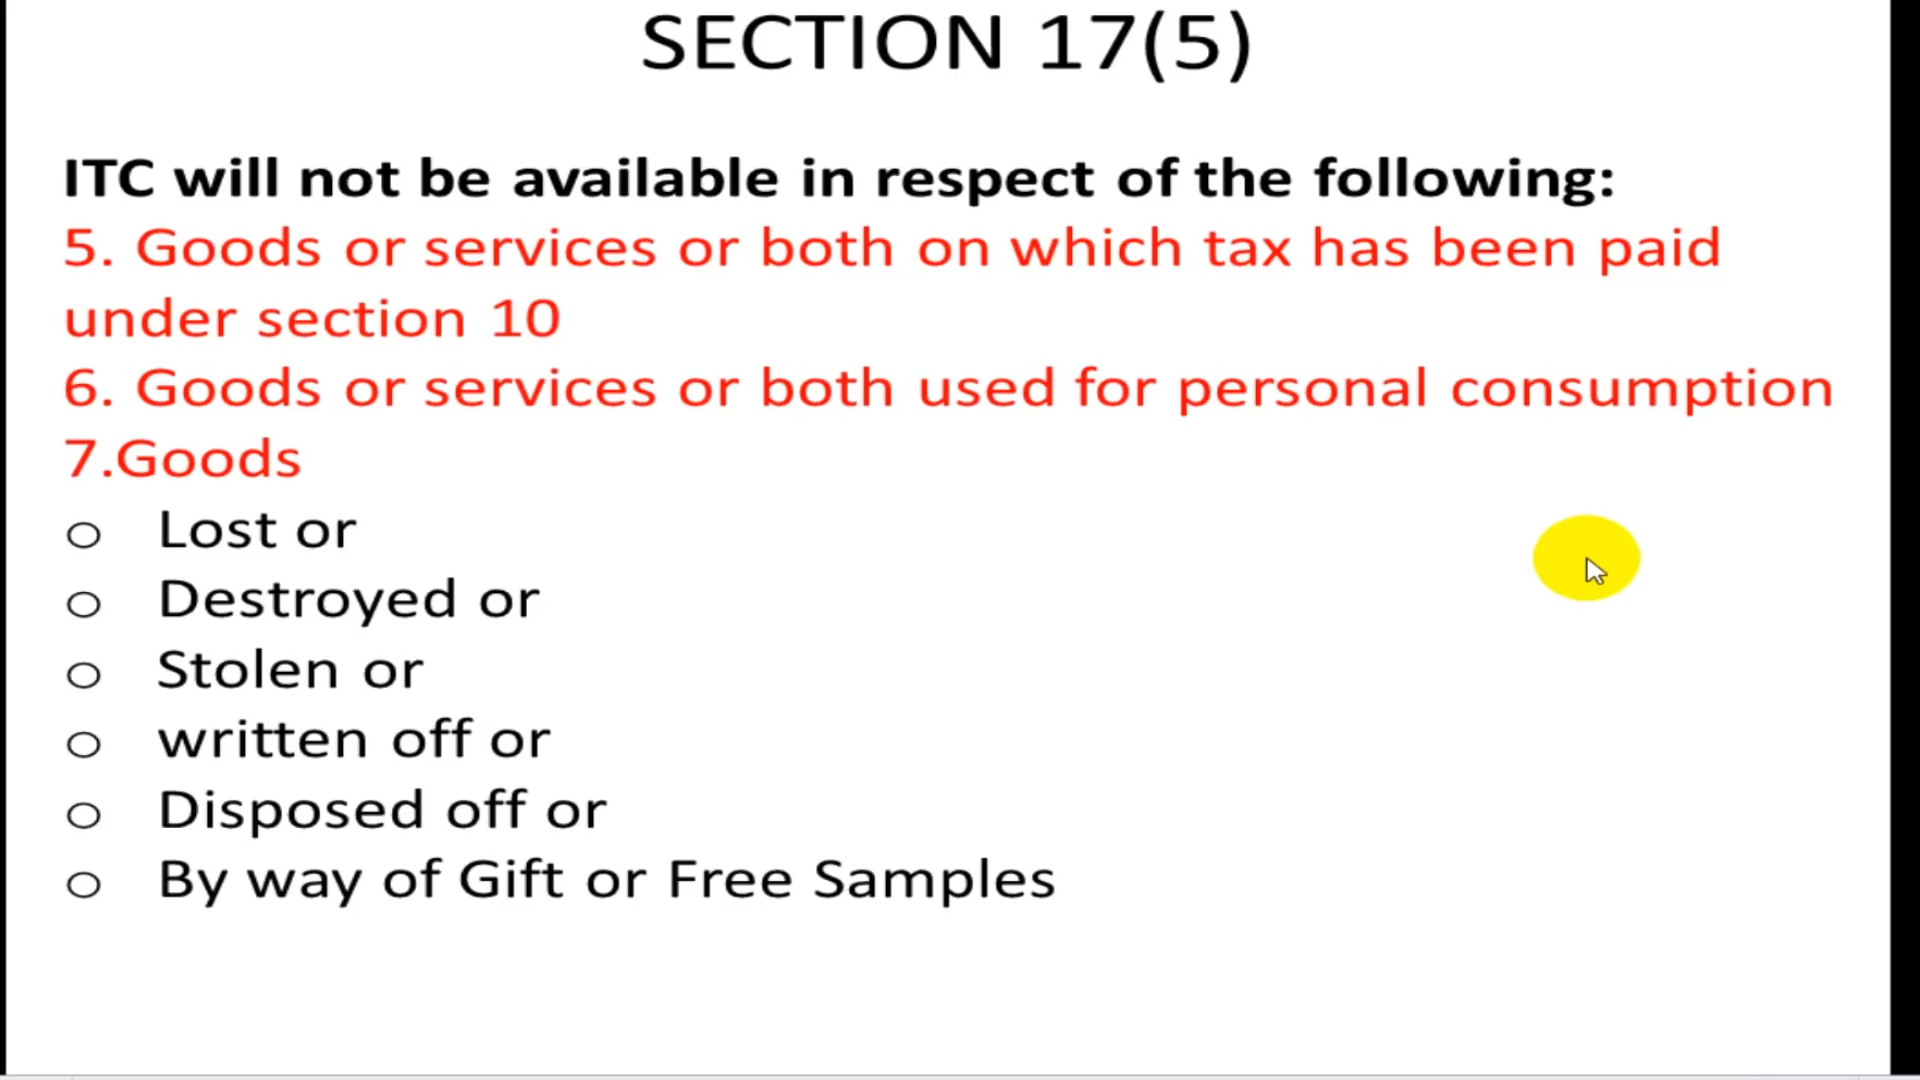 SECTION 17(5)
ITC will not be available in respect of the following:
5. Goods or services or both on which tax has been paid
under section 10
6. Goods or services or both used for personal consumption
7.Goods
o Lost or
o Destroyed or
o Stolen or
o written off or
o Disposed off or
o By way of Gift or Free Samples